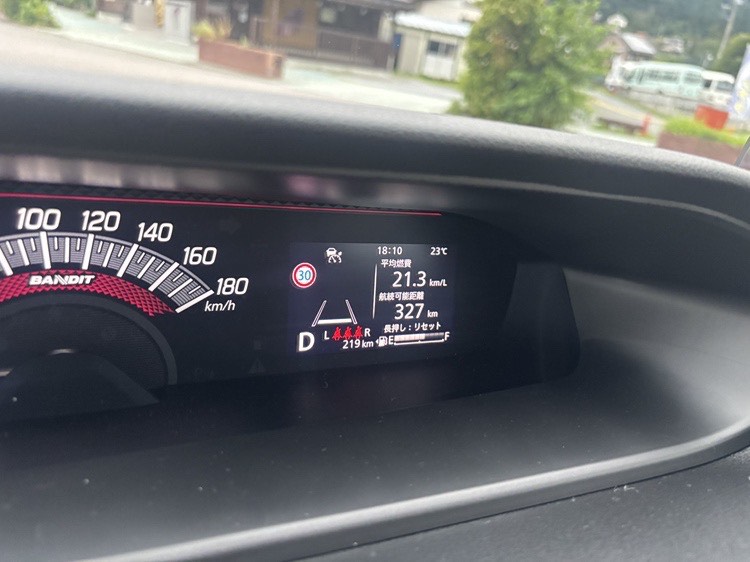 100 120 140 160 180
km/h
BANDIT
18:10 23℃
30
平均燃費
21.3 km/L
航続可能距離
327 km
長押し:リセット
D L R
219 km E F